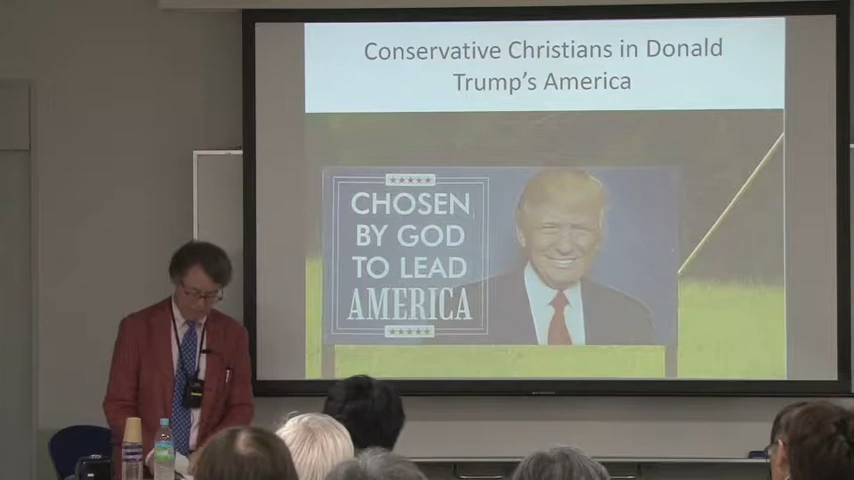 Conservative Christians in Donald
Trump's America
CHOSEN
BY GOD
TO LEAD
AMERICA